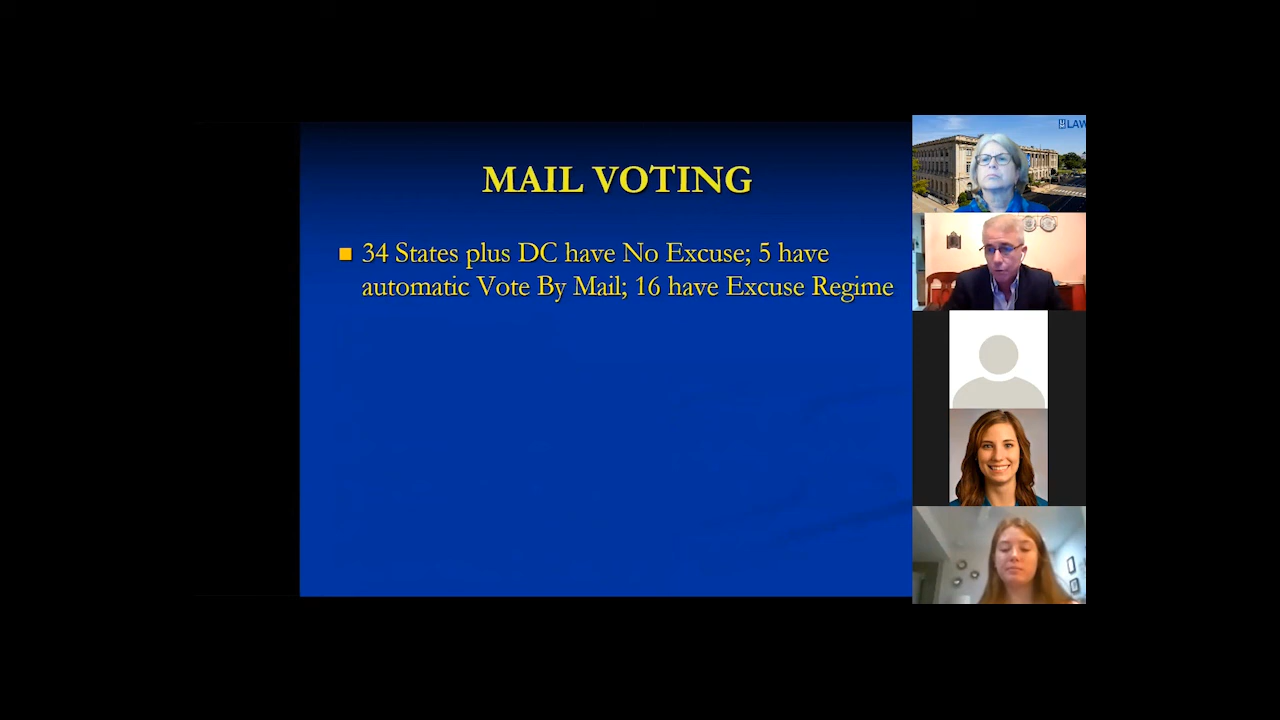 MAIL VOTING
34 States plus DC have No Excuse; 5 have
automatic Vote By Mail; 16 have Excuse Regime
LAW